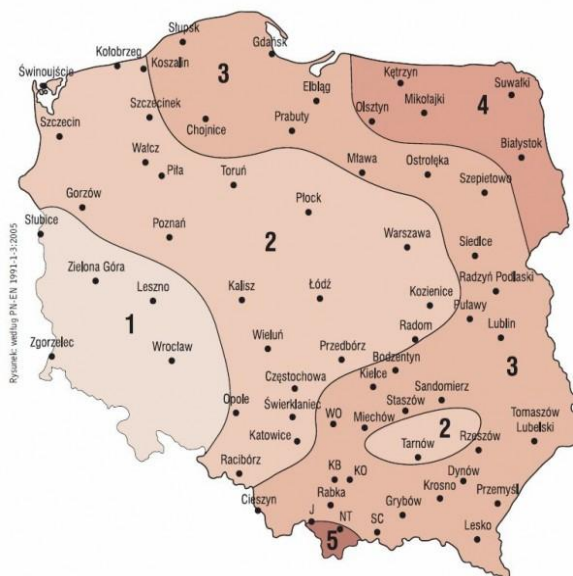 Słupsk
Gdańsk
Kołobrzeg
Koszalin
Świnoujście
3
Kętrzyn
Suwałki
Elbląg
4
Szczecinek
Mikołajki
Olsztyn
Szczecin
Chojnice
Prabuty
Białystok
Wałcz
Piła
Toruń
Mława
Ostrołęka
Szepietowo
Gorzów
Płock
Słubice
Poznań
2
Warszawa
Siedlce
Zielona Góra
Leszno
Kalisz
Łódź
Radzyń Podlaski
Kozienice
Puławy
1
Radom
Lublin
Zgorzelec
Wrocław
Wieluń
Przedbórz
Bodzentyn
Kielce
3
Częstochowa
Sandomierz
Staszów
Opole
Świerklaniec
WO
Miechów
2
Tomaszów
Lubelski
Katowice
Tarnów
Rzeszów
Racibórz
KB
KO
Dynów
Cieszyn
Rabka
Krosno
Przemyśl
J
NT
SC
Grybów
Lesko
5
Rysunek: według PN-EN 1991-1-3:2005